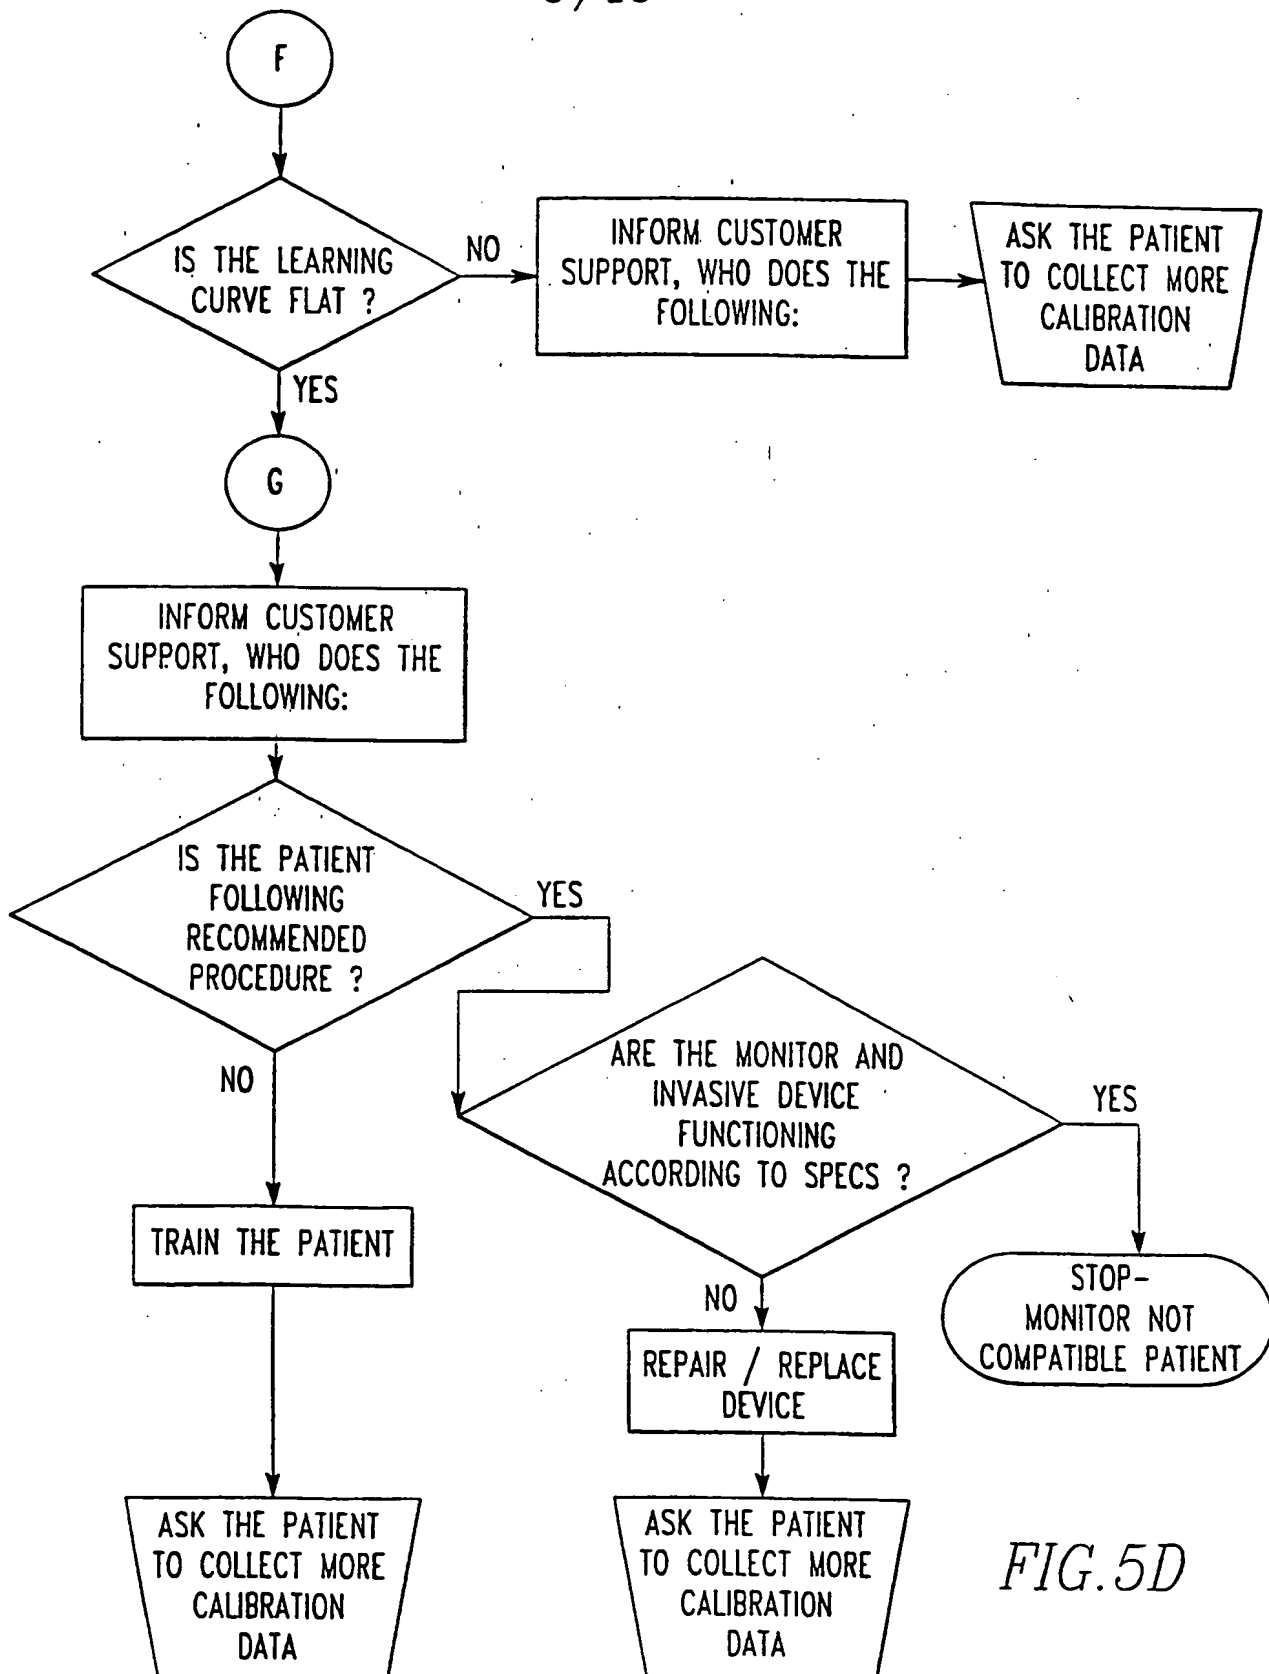 F
IS THE LEARNING
CURVE FLAT ?
NO
INFORM CUSTOMER
SUPPORT, WHO DOES THE
FOLLOWING:
ASK THE PATIENT
TO COLLECT MORE
CALIBRATION
DATA
YES
G
INFORM CUSTOMER
SUPPORT, WHO DOES THE
FOLLOWING:
IS THE PATIENT
FOLLOWING
RECOMMENDED
PROCEDURE ?
YES
NO
ARE THE MONITOR AND
INVASIVE DEVICE
FUNCTIONING
ACCORDING TO SPECS ?
YES
TRAIN THE PATIENT
STOP-
MONITOR NOT
COMPATIBLE PATIENT
NO
REPAIR / REPLACE
DEVICE
ASK THE PATIENT
TO COLLECT MORE
CALIBRATION
DATA
ASK THE PATIENT
TO COLLECT MORE
CALIBRATION
DATA
FIG.5D